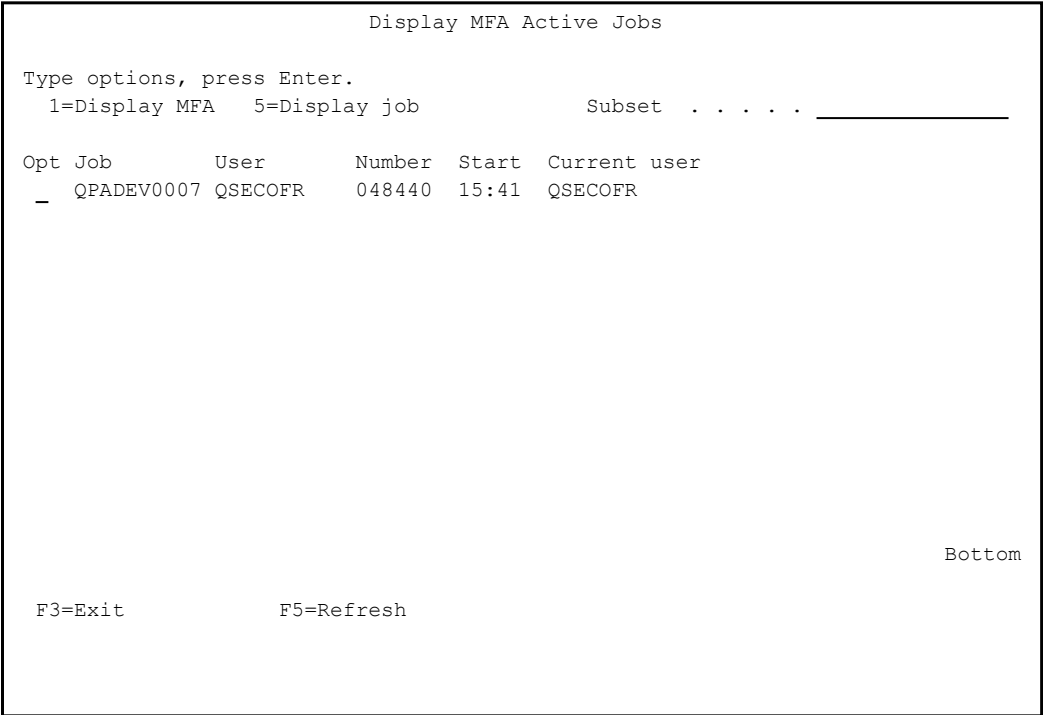 Display MFA Active Jobs
Type options, press Enter.
1=Display MFA 5=Display job Subset . . . . .
Opt Job User Number Start Current user
QPADEV0007 QSECOFR 048440 15:41 QSECOFR
Bottom
F3=Exit F5=Refresh